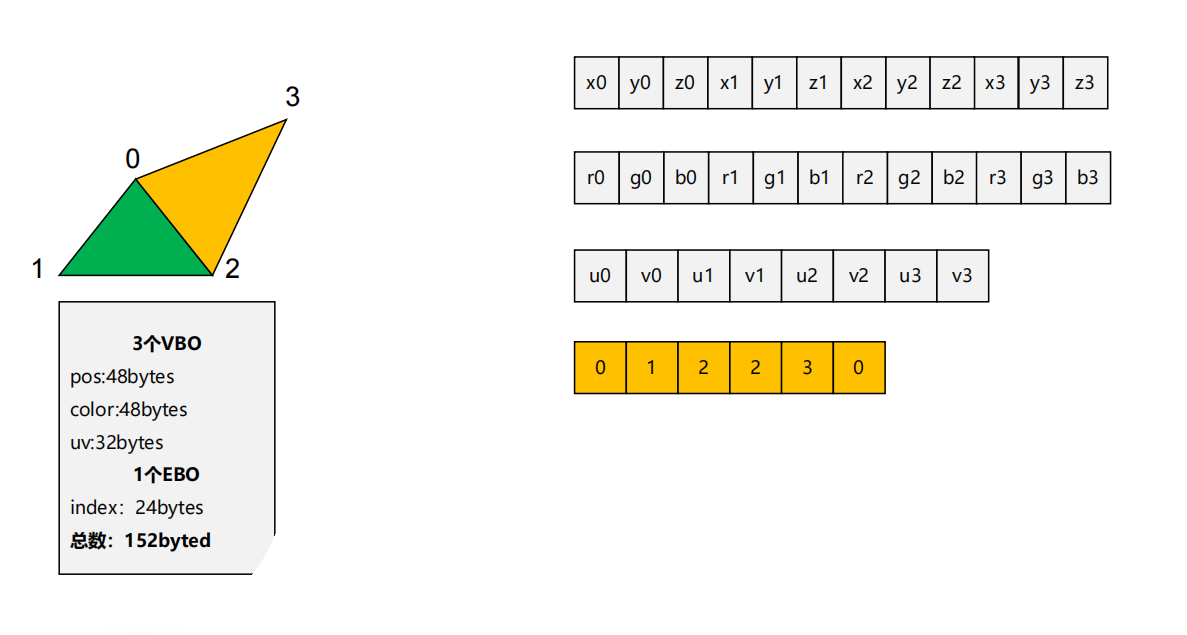 3
0
1
2
3个VBO
pos:48bytes
color:48bytes
uv:32bytes
1个EBO
index：24bytes
总数：152byted
x0 y0 z0 x1 y1 z1 x2 y2 z2 x3 y3 z3
r0 g0 b0 r1 g1 b1 r2 g2 b2 r3 g3 b3
u0 v0 u1 v1 u2 v2 u3 v3
0 1 2 2 3 0